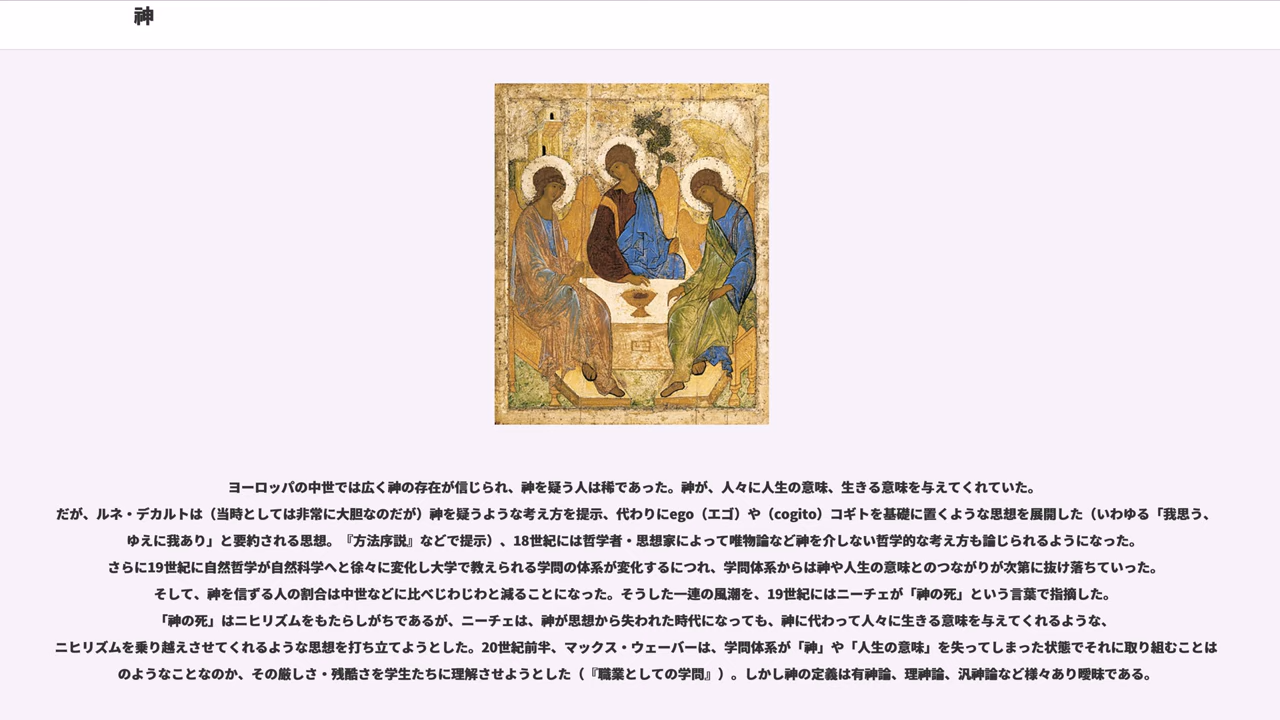 神
ヨーロッパの中世では広く神の存在が信じられ、神を疑う人は稀であった。神が、人々に人生の意味、生きる意味を与えてくれていた。
だが、ルネ・デカルトは（当時としては非常に大胆なのだが）神を疑うような考え方を提示、代わりにego（エゴ）や（cogito）コギトを基礎に置くような思想を展開した（いわゆる「我思う、
ゆえに我あり」と要約される思想。『方法序説』などで提示）、18世紀には哲学者・思想家によって唯物論など神を介しない哲学的な考え方も論じられるようになった。
さらに19世紀に自然哲学が自然科学へと徐々に変化し大学で教えられる学問の体系が変化するにつれ、学問体系からは神や人生の意味とのつながりが次第に抜け落ちていった。
そして、神を信ずる人の割合は中世などに比べじわじわと減ることになった。そうした一連の風潮を、19世紀にはニーチェが「神の死」という言葉で指摘した。
「神の死」はニヒリズムをもたらしがちであるが、ニーチェは、神が思想から失われた時代になっても、神に代わって人々に生きる意味を与えてくれるような、
ニヒリズムを乗り越えさせてくれるような思想を打ち立てようとした。20世紀前半、マックス・ウェーバーは、学問体系が「神」や「人生の意味」を失ってしまった状態でそれに取り組むことは
のようなことなのか、その厳しさ・残酷さを学生たちに理解させようとした（『職業としての学問』）。しかし神の定義は有神論、理神論、汎神論など様々あり曖昧である。